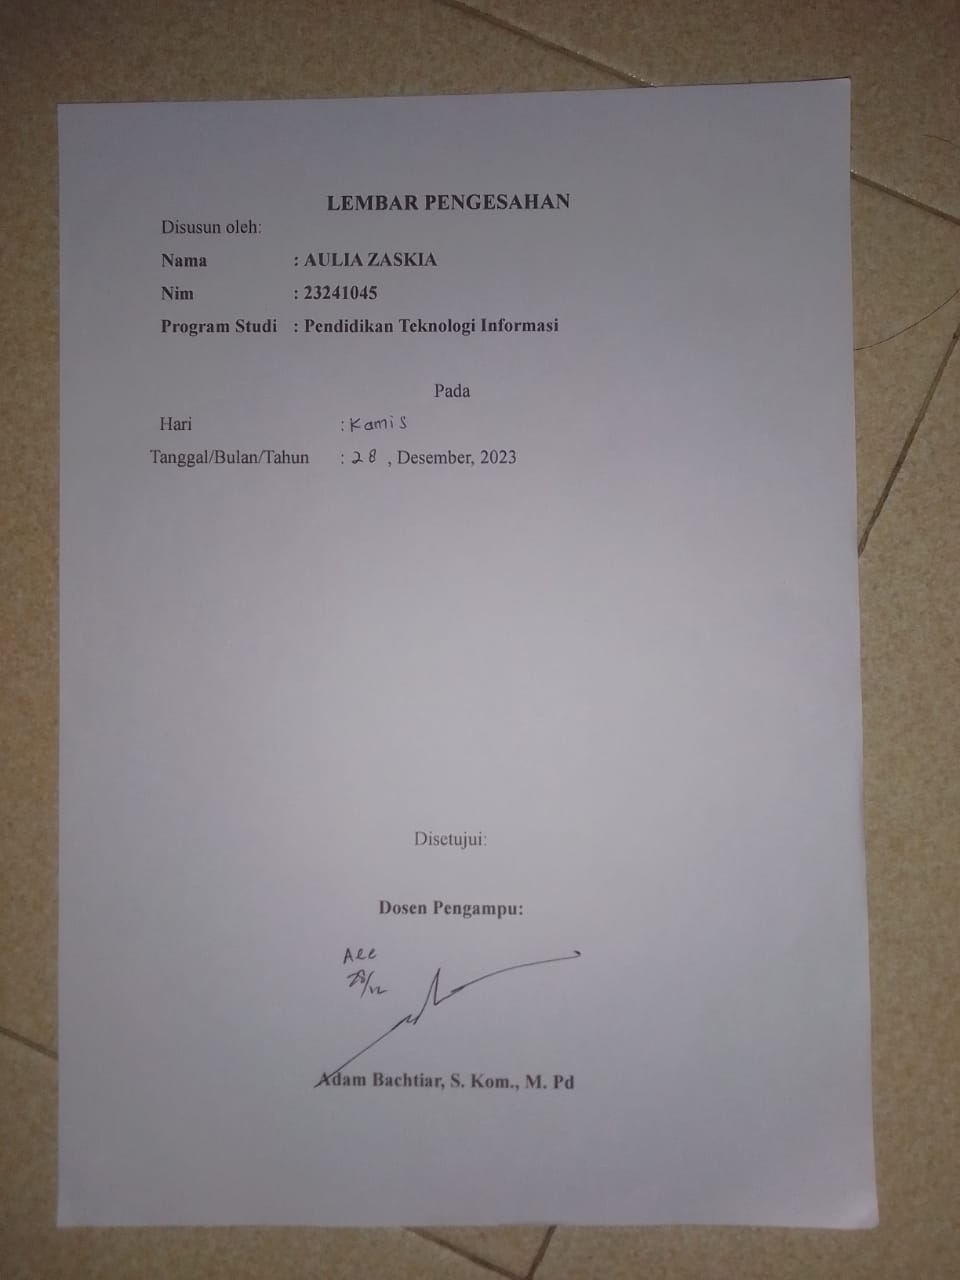 LEMBAR PENGESAHAN
Disusun oleh:
Nama : AULIA ZASKIA
Nim : 23241045
Program Studi : Pendidikan Teknologi Informasi
Pada
Hari : Kamis
Tanggal/Bulan/Tahun : 28 , Desember, 2023
Disetujui:
Dosen Pengampu:
Acc
28/12
Adam Bachtiar, S. Kom., M. Pd